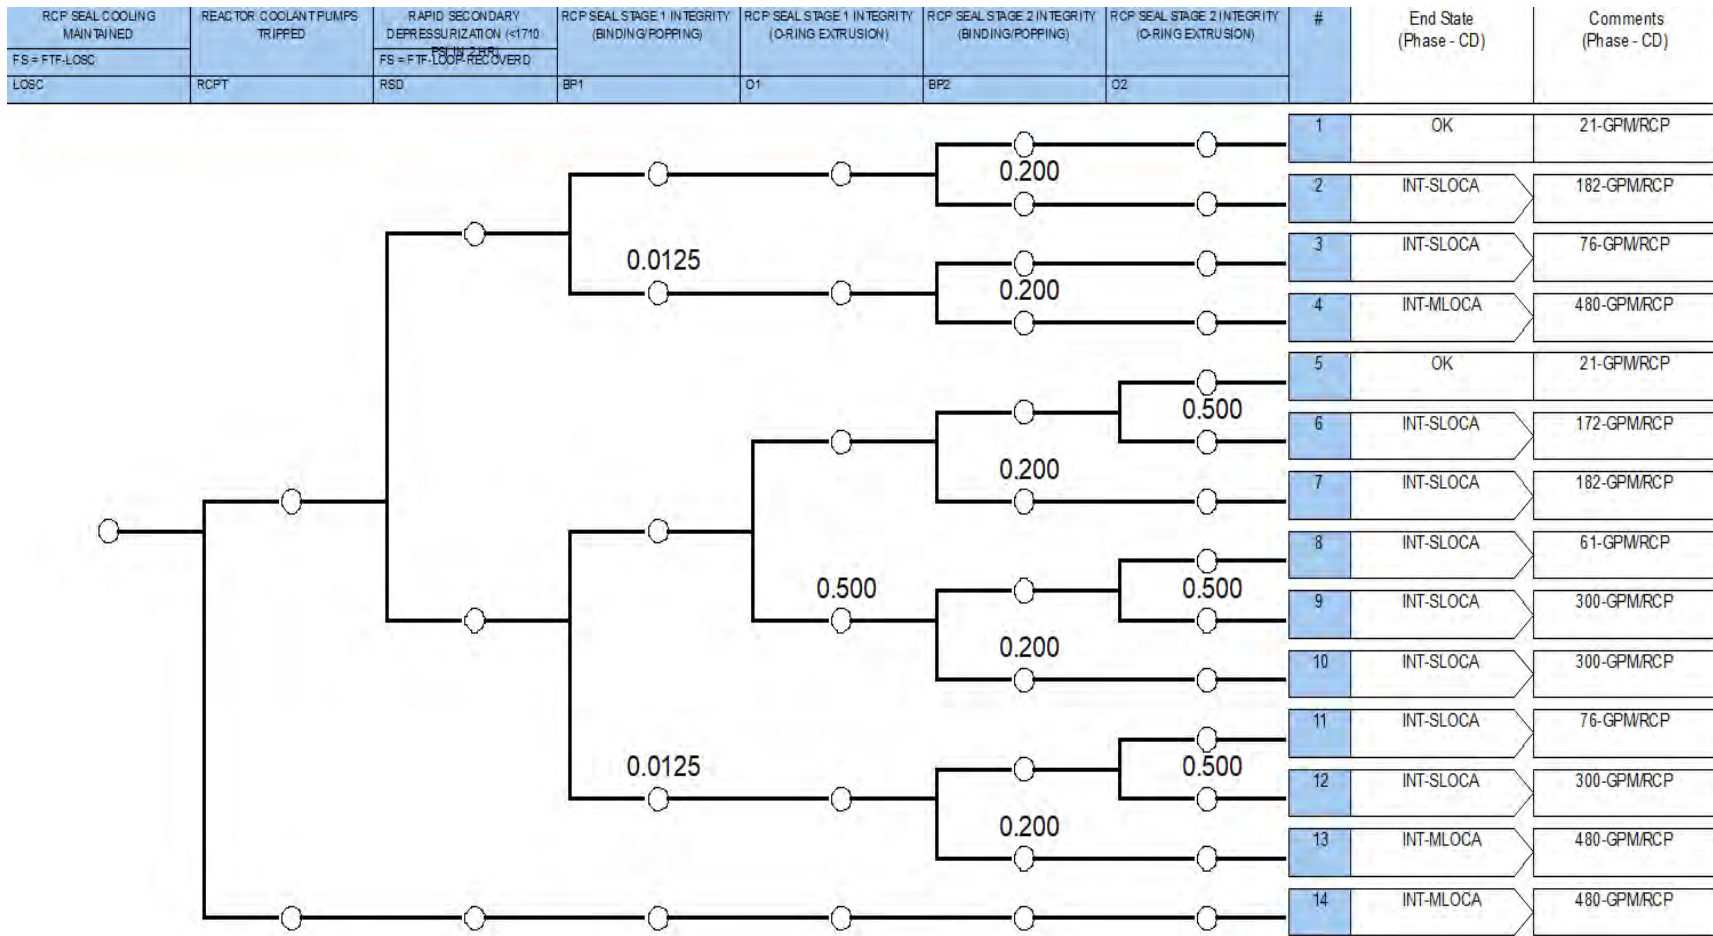 RCP SEAL COOLING
MAINTAINED
FS = FTF-LOSC
LOSC
REACTOR COOLANT PUMPS
TRIPPED
RCPT
RAPID SECONDARY
DEPRESSURIZATION (<1710
PSI IN 2 HR)
FS = FTF-LOOP-RECOVERD
RSD
RCP SEAL STAGE 1 INTEGRITY
(BINDING/POPPING)
BP1
RCP SEAL STAGE 1 INTEGRITY
(O-RING EXTRUSION)
O1
RCP SEAL STAGE 2 INTEGRITY
(BINDING/POPPING)
BP2
RCP SEAL STAGE 2 INTEGRITY
(O-RING EXTRUSION)
O2
#
End State
(Phase - CD)
Comments
(Phase - CD)
1 OK 21-GPM/RCP
0.200
2 INT-SLOCA 182-GPM/RCP
3 INT-SLOCA 76-GPM/RCP
0.0125
0.200
4 INT-MLOCA 480-GPM/RCP
5 OK 21-GPM/RCP
0.500
6 INT-SLOCA 172-GPM/RCP
0.200
7 INT-SLOCA 182-GPM/RCP
8 INT-SLOCA 61-GPM/RCP
0.500
0.500
9 INT-SLOCA 300-GPM/RCP
0.200
10 INT-SLOCA 300-GPM/RCP
11 INT-SLOCA 76-GPM/RCP
0.0125
0.500
12 INT-SLOCA 300-GPM/RCP
0.200
13 INT-MLOCA 480-GPM/RCP
14 INT-MLOCA 480-GPM/RCP